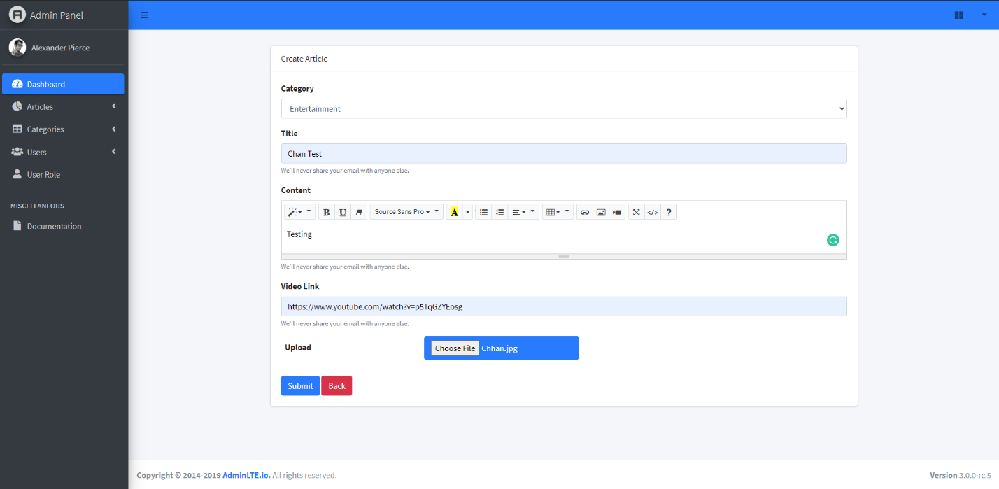 Admin Panel
Alexander Pierce
Dashboard
Articles
Categories
Users
User Role
MISCELLANEOUS
Documentation
Create Article
Category
Entertainment
Title
Chan Test
We'll never share your email with anyone else.
Content
B U Source Sans Pro A </> ?
Testing
We'll never share your email with anyone else.
Video Link
https://www.youtube.com/watch?v=p5TqGZYEosg
We'll never share your email with anyone else.
Upload Choose File Chhan.jpg
Submit Back
Copyright © 2014-2019 AdminLTE.io. All rights reserved. Version 3.0.0-rc.5